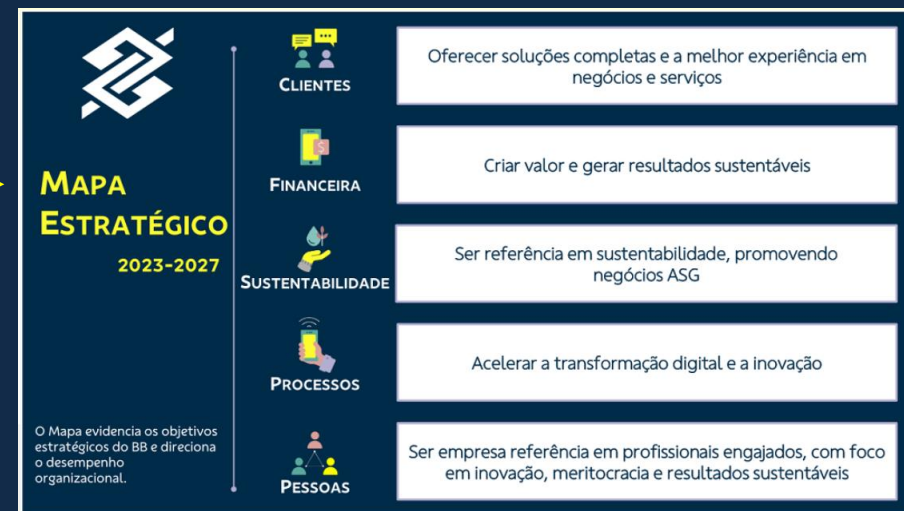 MAPA
ESTRATÉGICO
2023-2027
O Mapa evidencia os objetivos
estratégicos do BB e direciona
o desempenho
organizacional.
CLIENTES
Oferecer soluções completas e a melhor experiência em
negócios e serviços
FINANCEIRA
Criar valor e gerar resultados sustentáveis
SUSTENTABILIDADE
Ser referência em sustentabilidade, promovendo
negócios ASG
PROCESSOS
Acelerar a transformação digital e a inovação
PESSOAS
Ser empresa referência em profissionais engajados, com foco
em inovação, meritocracia e resultados sustentáveis